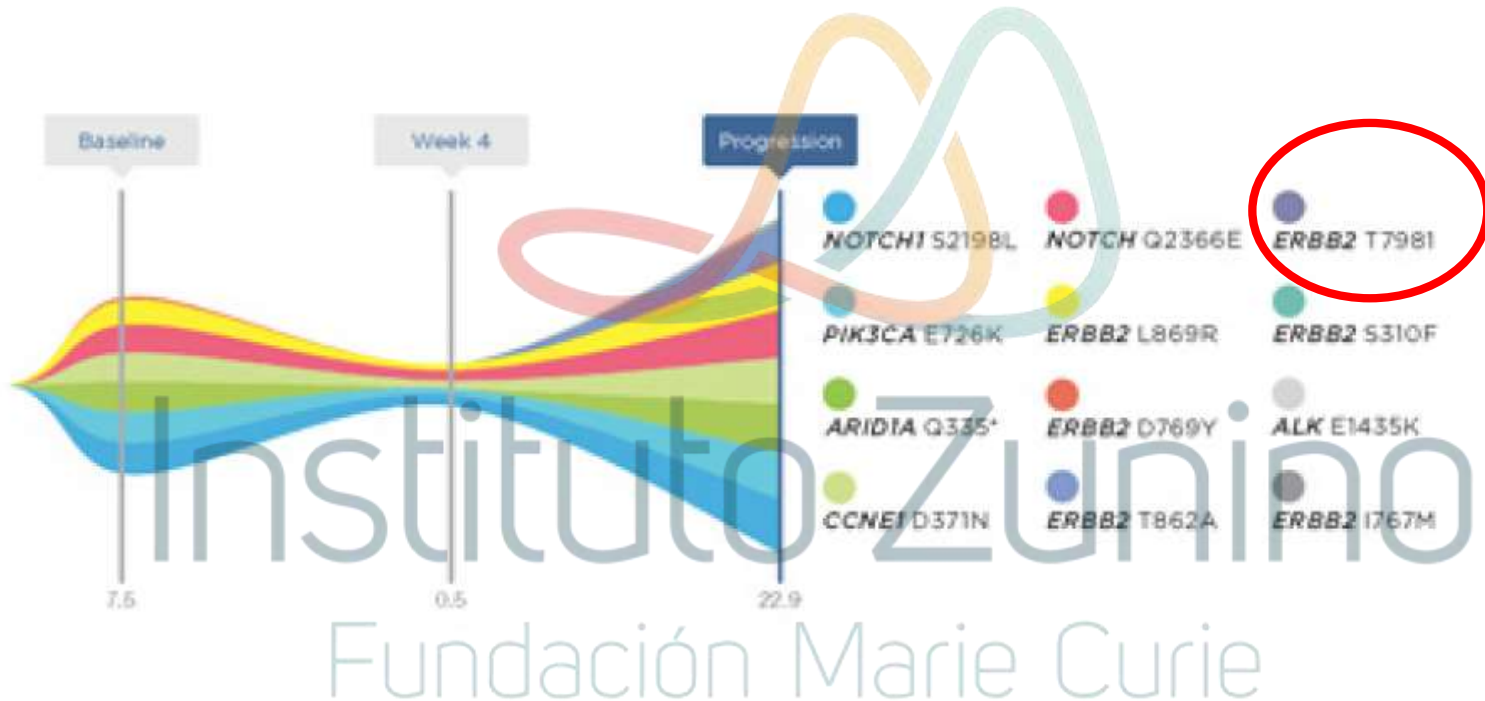 Baseline Week 4 Progression
NOTCH1 S2198L NOTCH Q2366E ERBB2 T798I
PIK3CA E726K ERBB2 L869R ERBB2 S310F
ARID1A Q335* ERBB2 D769Y ALK E1435K
CCNE1 D371N ERBB2 T862A ERBB2 I767M
Instituto Zunino
7.5 0.5 22.9
Fundación Marie Curie